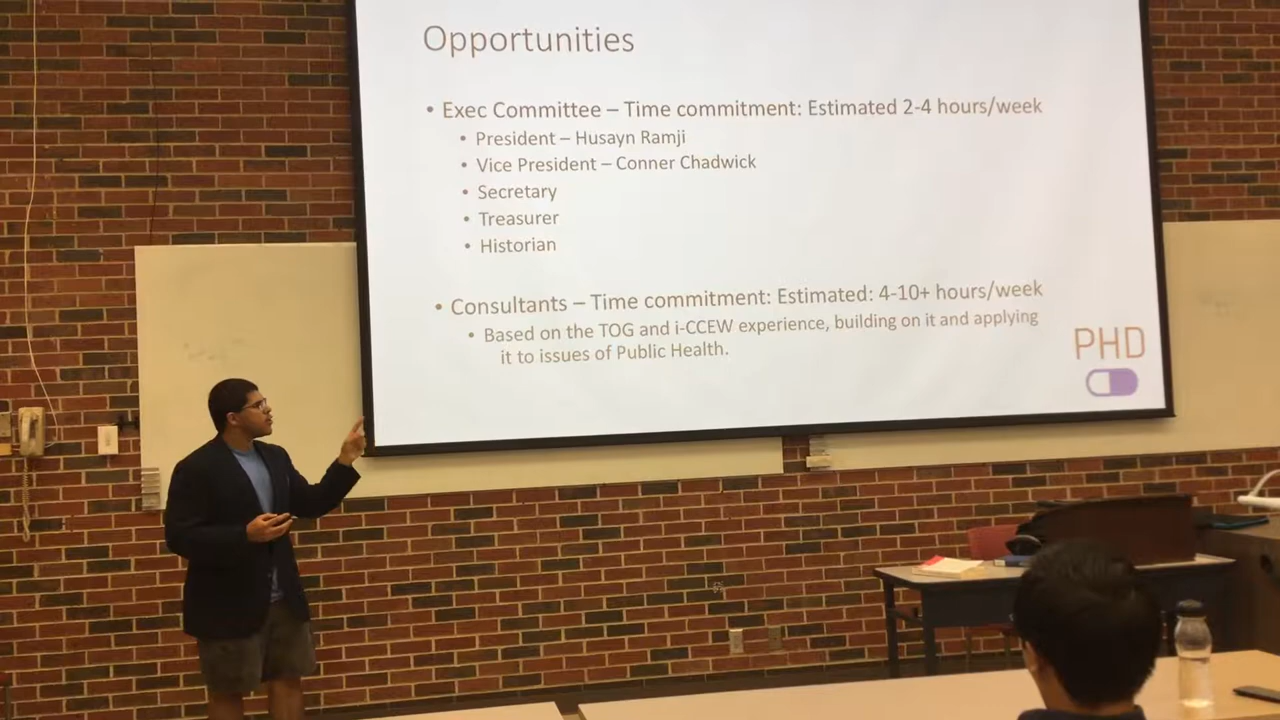 Opportunities
• Exec Committee – Time commitment: Estimated 2-4 hours/week
• President – Husayn Ramji
• Vice President – Conner Chadwick
• Secretary
• Treasurer
• Historian
• Consultants – Time commitment: Estimated: 4-10+ hours/week
• Based on the TOG and i-CCEW experience, building on it and applying
it to issues of Public Health.
PHD